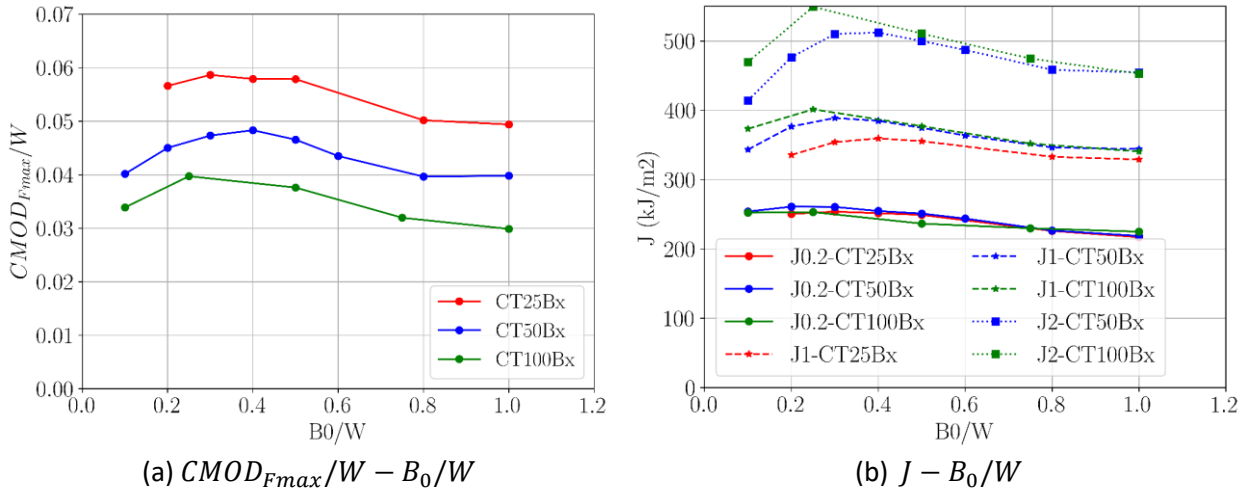 0.07
0.06
0.05
0.04
0.03
0.02
0.01
0.00
CMOD_{Fmax}/W
0.0 0.2 0.4 0.6 0.8 1.0 1.2
B0/W
CT25Bx
CT50Bx
CT100Bx
(a) CMOD_{Fmax}/W − B_0/W
500
400
300
200
100
0
J (kJ/m2)
0.0 0.2 0.4 0.6 0.8 1.0 1.2
B0/W
J0.2-CT25Bx
J0.2-CT50Bx
J0.2-CT100Bx
J1-CT25Bx
J1-CT50Bx
J1-CT100Bx
J2-CT50Bx
J2-CT100Bx
(b) J − B_0/W